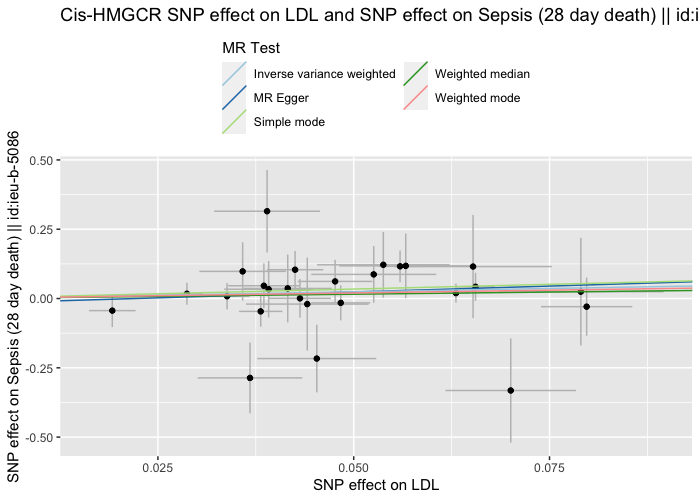 Cis-HMGCR SNP effect on LDL and SNP effect on Sepsis (28 day death) || id:i
MR Test
Inverse variance weighted
Weighted median
MR Egger
Weighted mode
Simple mode
SNP effect on Sepsis (28 day death) || id:ieu-b-5086
0.50
0.25
0.00
-0.25
-0.50
0.025
0.050
0.075
SNP effect on LDL